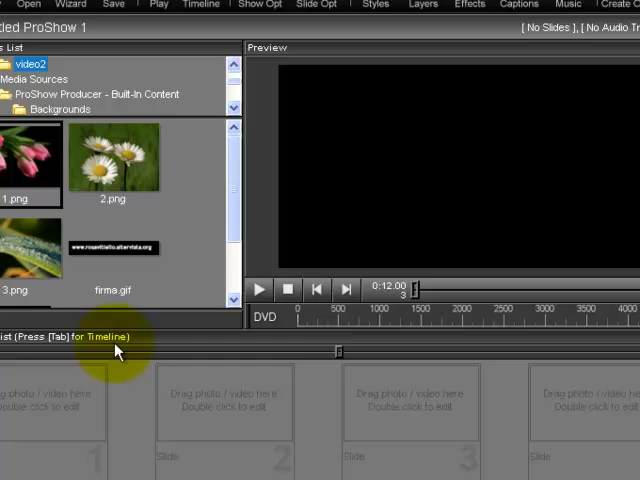 Open Wizard Save Play Timeline Show Opt Slide Opt Styles Layers Effects Captions Music Create O
tled ProShow 1 [ No Slides ], [ No Audio Tr
s List
Preview
video2
Media Sources
ProShow Producer - Built-In Content
Backgrounds
1.png 2.png
www.rosavitiello.altervista.org
3.png firma.gif
0:12.00
3
DVD 0 500 1000 1500 2000 2500 3000 3500 4000
ist (Press [Tab] for Timeline)
Drag photo / video here Drag photo / video here Drag photo / video here Drag photo / video here
Double click to edit Double click to edit Double click to edit Double click to edit
1 Slide 2 Slide 3 Slide